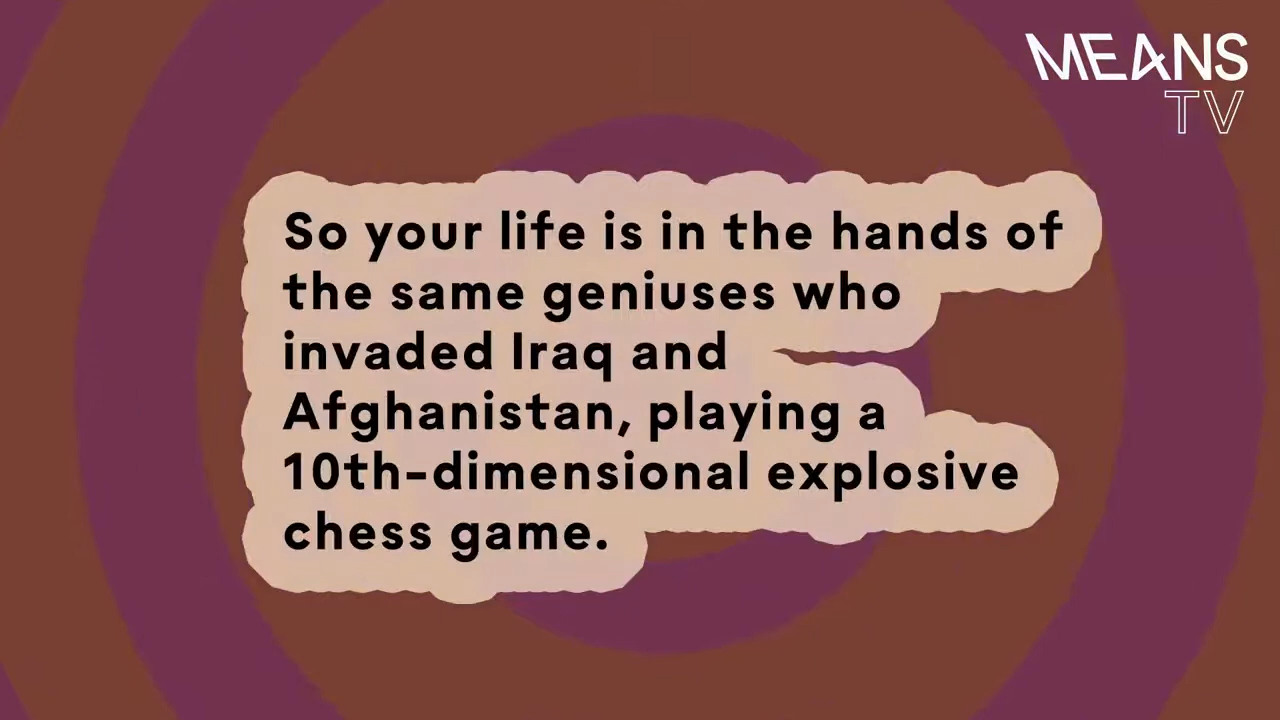 MEANS
TV
So your life is in the hands of
the same geniuses who
invaded Iraq and
Afghanistan, playing a
10th-dimensional explosive
chess game.